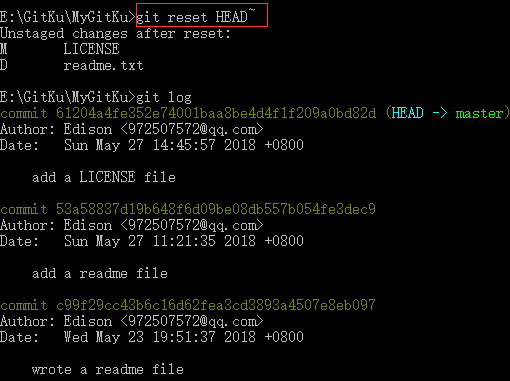 E:\GitKu\MyGitKu>git reset HEAD~
Unstaged changes after reset:
M       LICENSE
D       readme.txt
E:\GitKu\MyGitKu>git log
commit 61204a4fe352e74001baa8be4d4f1f209a0bd82d (HEAD -> master)
Author: Edison <972507572@qq.com>
Date:   Sun May 27 14:45:57 2018 +0800
    add a LICENSE file
commit 53a58837d19b648f6d09be08db557b054fe3dec9
Author: Edison <972507572@qq.com>
Date:   Sun May 27 11:21:35 2018 +0800
    add a readme file
commit c99f29cc43b6c16d62fea3cd3893a4507e8eb097
Author: Edison <972507572@qq.com>
Date:   Wed May 23 19:51:37 2018 +0800
    wrote a readme file